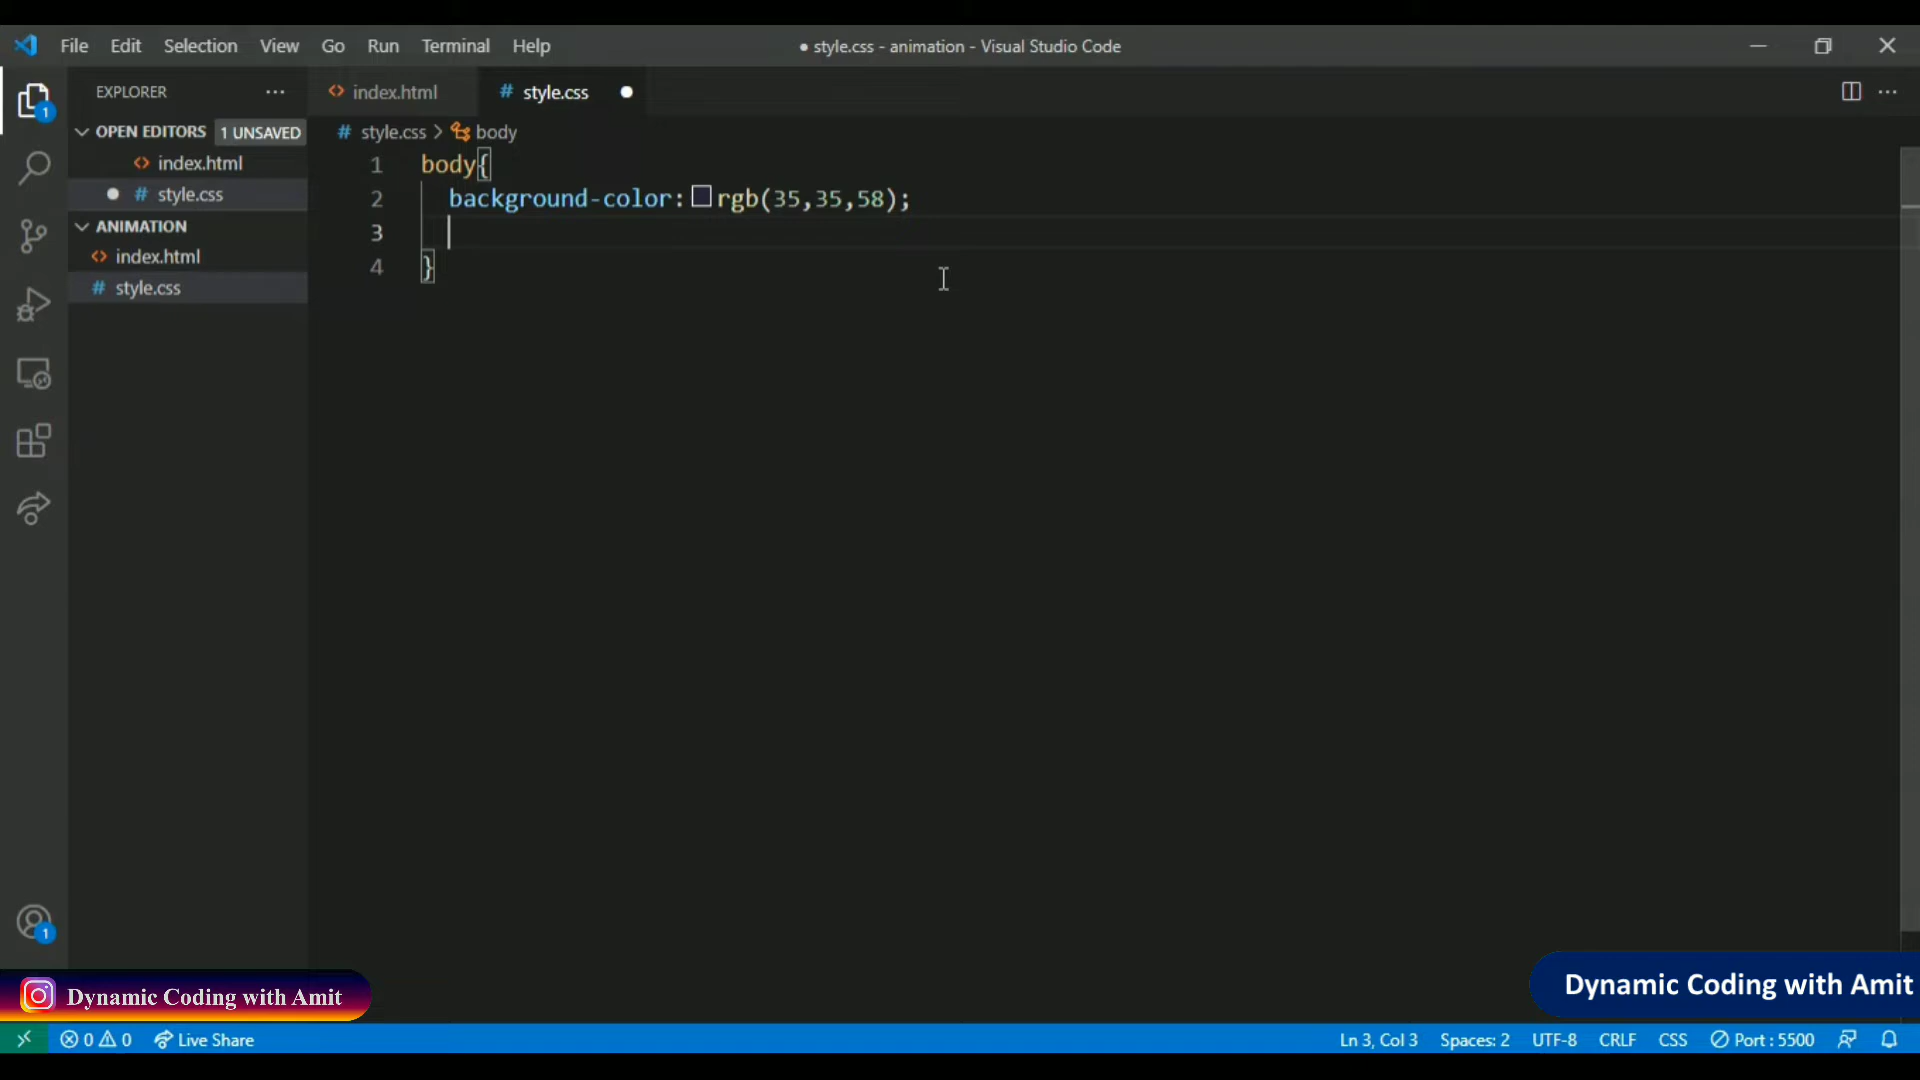 File Edit Selection View Go Run Terminal Help
● style.css - animation - Visual Studio Code
EXPLORER
index.html
# style.css
OPEN EDITORS 1 UNSAVED
index.html
# style.css
ANIMATION
index.html
# style.css
# style.css > body
1 body{
2 background-color: rgb(35,35,58);
3
4 }
1
1
Dynamic Coding with Amit
Dynamic Coding with Amit
0 0 Live Share
Ln 3, Col 3 Spaces: 2 UTF-8 CRLF CSS Port : 5500